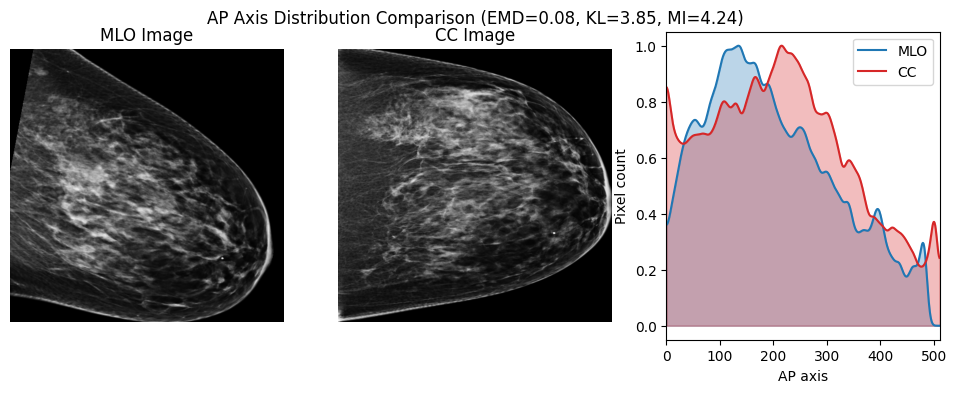 AP Axis Distribution Comparison (EMD=0.08, KL=3.85, MI=4.24)
MLO Image
CC Image
MLO
CC
Pixel count
1.0
0.8
0.6
0.4
0.2
0.0
0 100 200 300 400 500
AP axis